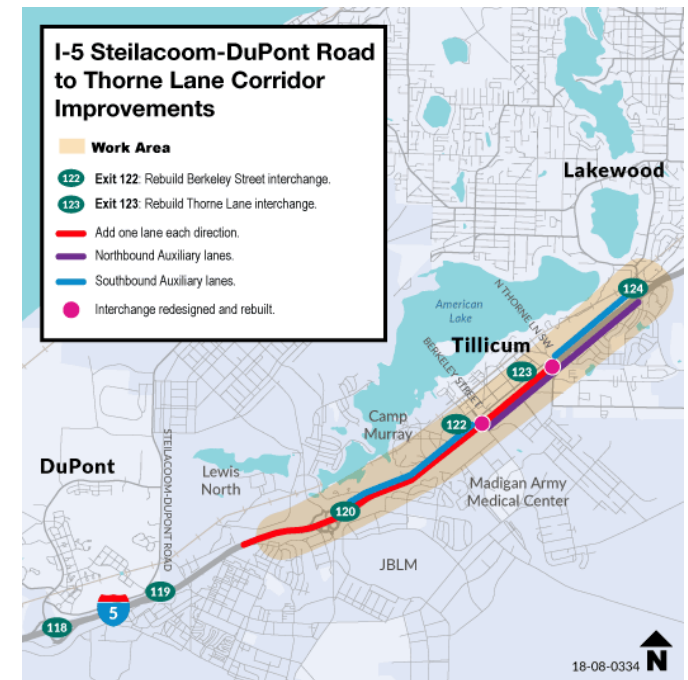 I-5 Steilacoom-DuPont Road
to Thorne Lane Corridor
Improvements
Work Area
122 Exit 122: Rebuild Berkeley Street interchange.
123 Exit 123: Rebuild Thorne Lane interchange.
Add one lane each direction.
Northbound Auxiliary lanes.
Southbound Auxiliary lanes.
Interchange redesigned and rebuilt.
Lakewood
124
N THORNE LN SW
American
Lake
Tillicum
BERKELEY STREET
123
122
Camp
Murray
STEILACOOM-DUPONT ROAD
DuPont
Lewis
North
Madigan Army
Medical Center
120
JBLM
119
5
118
18-08-0334 N